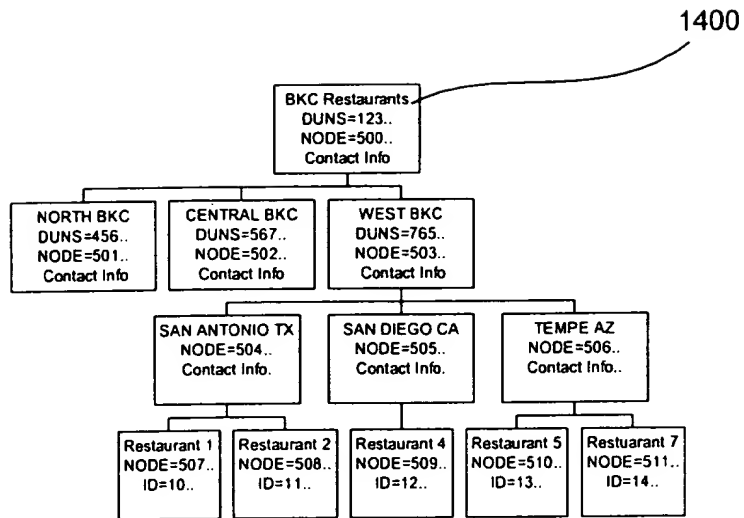 1400
BKC Restaurants
DUNS=123..
NODE=500..
Contact Info
NORTH BKC
DUNS=456..
NODE=501..
Contact Info
CENTRAL BKC
DUNS=567..
NODE=502..
Contact Info
WEST BKC
DUNS=765..
NODE=503..
Contact Info
SAN ANTONIO TX
NODE=504..
Contact Info.
SAN DIEGO CA
NODE=505..
Contact Info.
TEMPE AZ
NODE=506..
Contact Info..
Restaurant 1
NODE=507..
ID=10..
Restaurant 2
NODE=508..
ID=11..
Restaurant 4
NODE=509..
ID=12..
Restaurant 5
NODE=510..
ID=13..
Restuarant 7
NODE=511..
ID=14..